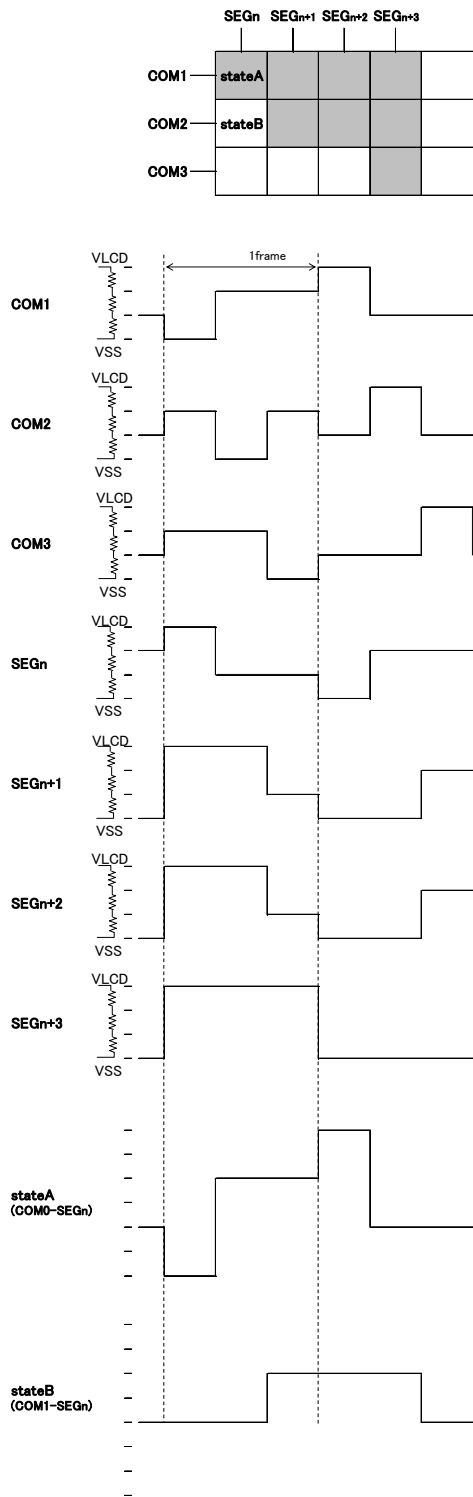 SEGn SEGn+1 SEGn+2 SEGn+3
COM1 stateA
COM2 stateB
COM3
VLCD
1frame
COM1
VSS
VLCD
COM2
VSS
VLCD
COM3
VSS
VLCD
SEGn
VSS
VLCD
SEGn+1
VSS
VLCD
SEGn+2
VSS
VLCD
SEGn+3
VSS
stateA
(COM0-SEGn)
stateB
(COM1-SEGn)